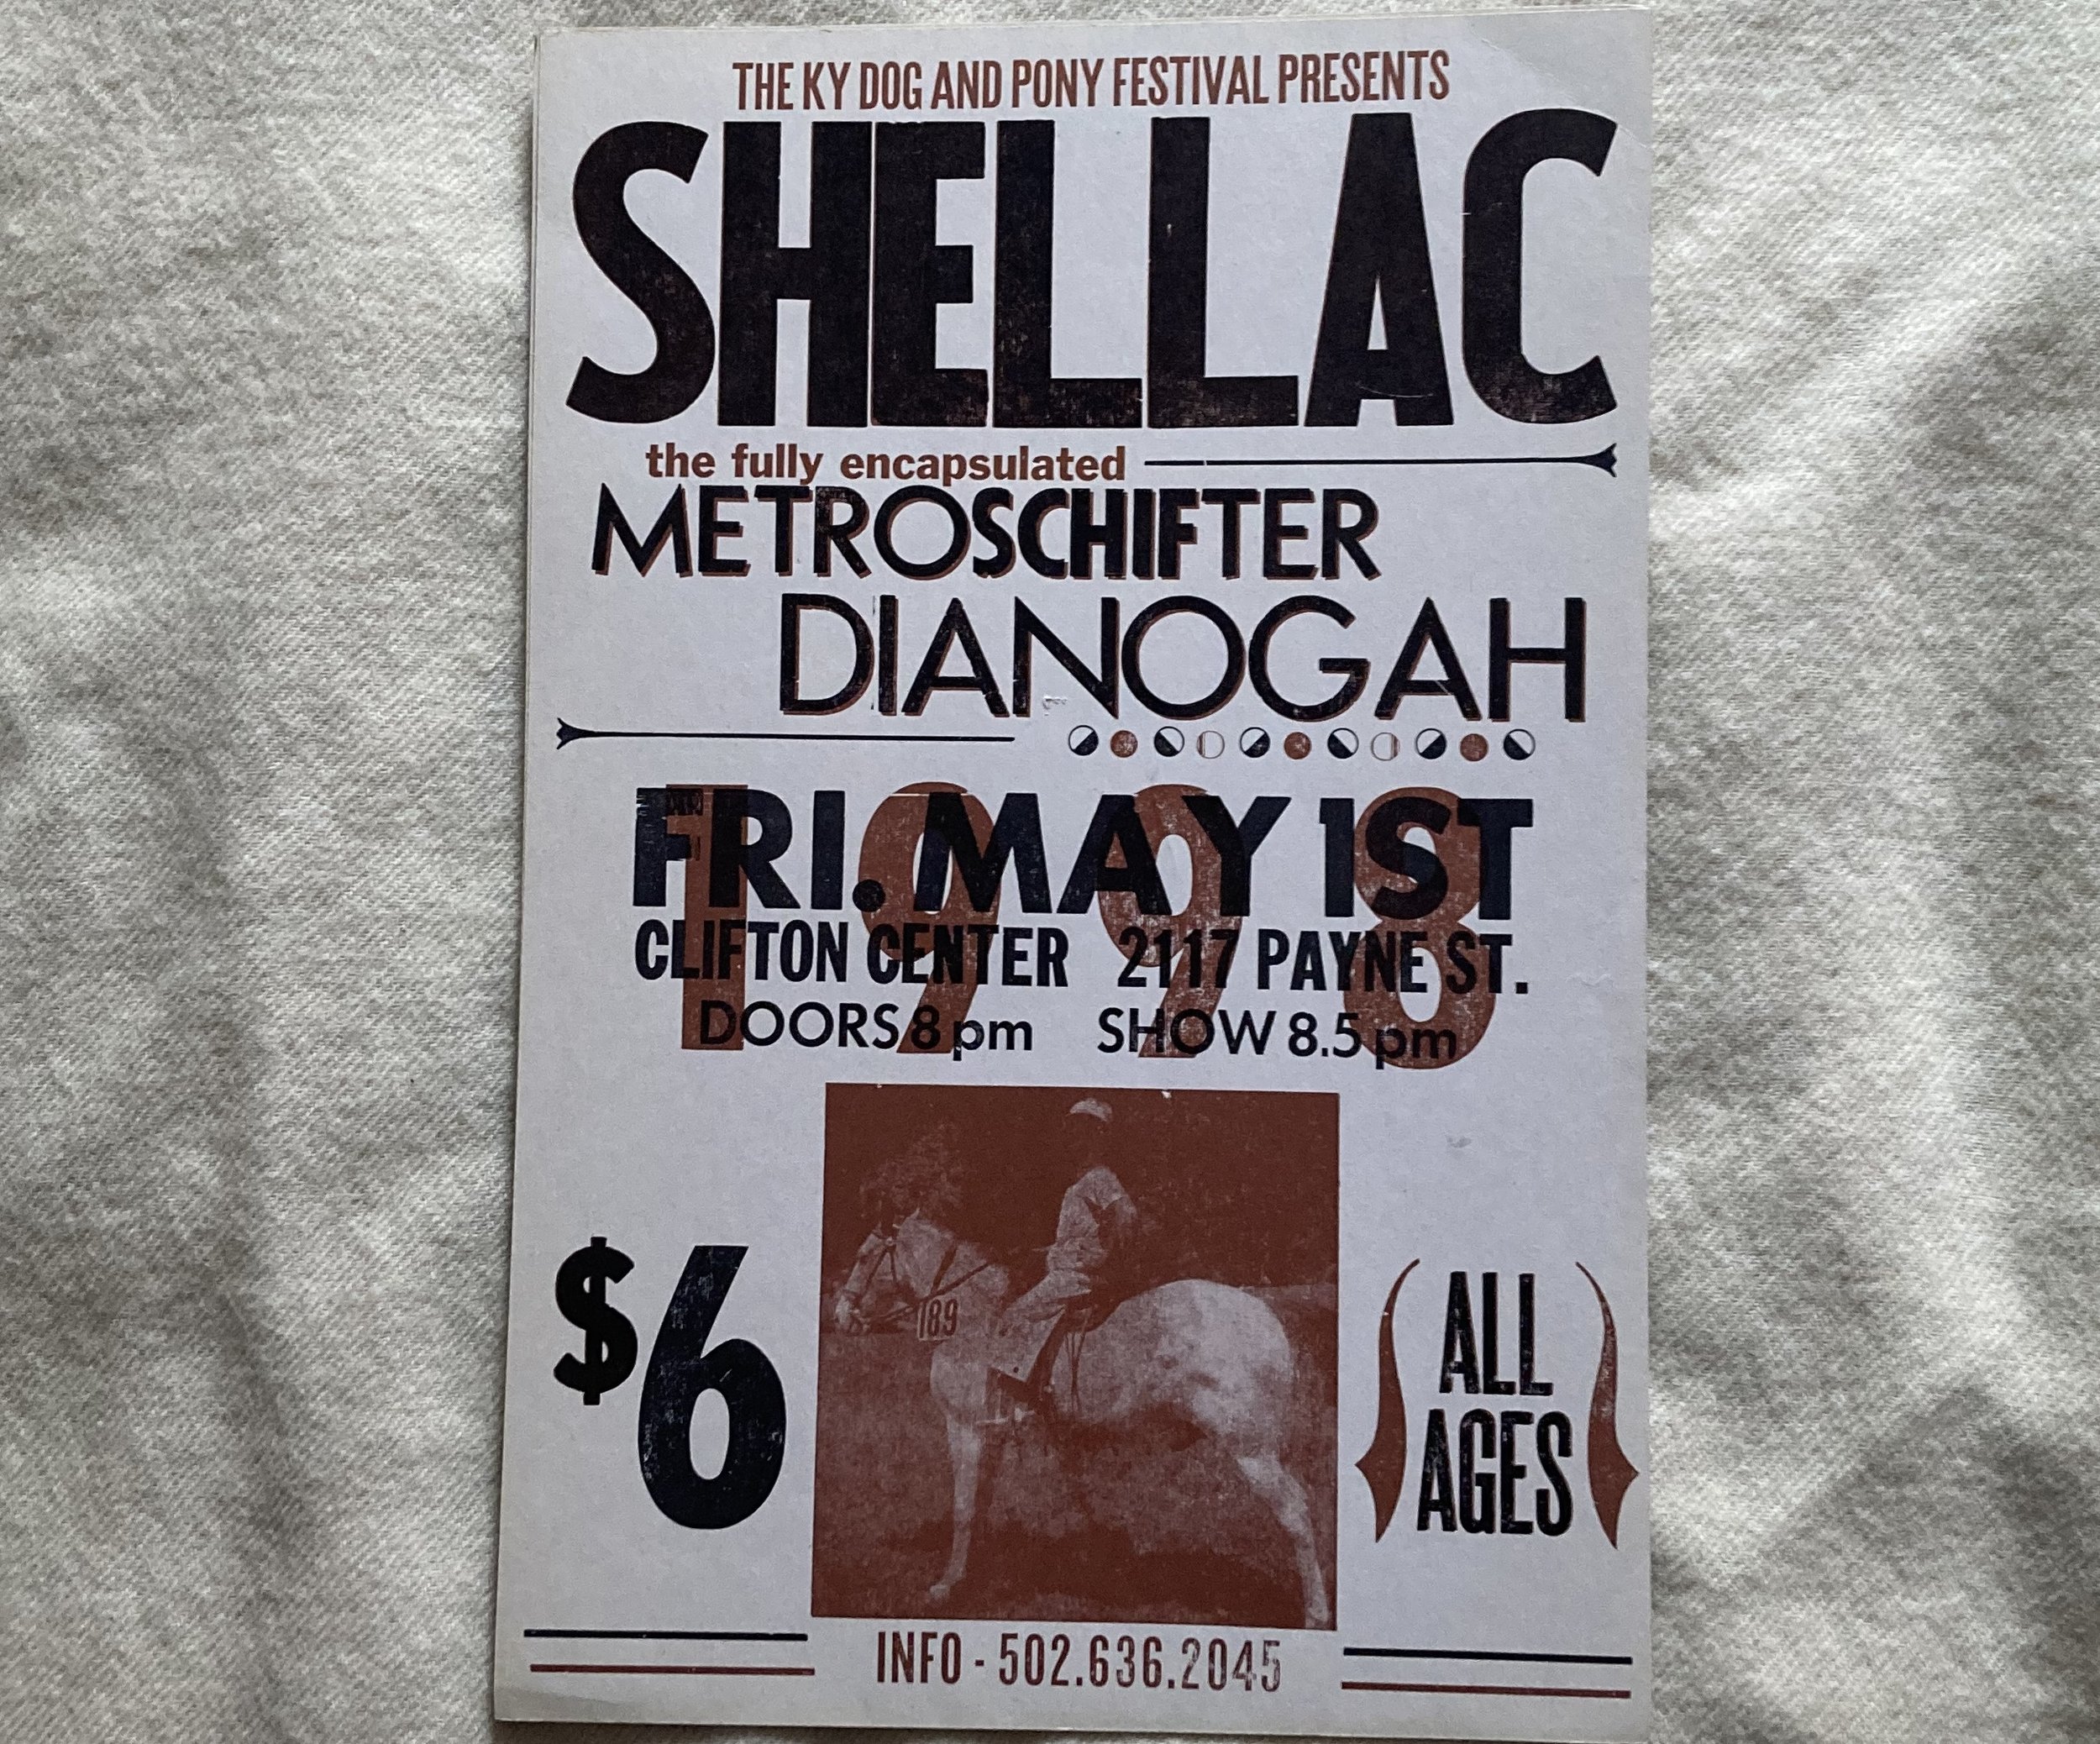 THE KY DOG AND PONY FESTIVAL PRESENTS
SHELLAC
the fully encapsulated
METROSCHIFTER
DIANOGAH
1998
FRI. MAY 1ST
CLIFTON CENTER 2117 PAYNE ST.
DOORS 8 pm SHOW 8.5 pm
189
$6
ALL
AGES
INFO - 502.636.2045